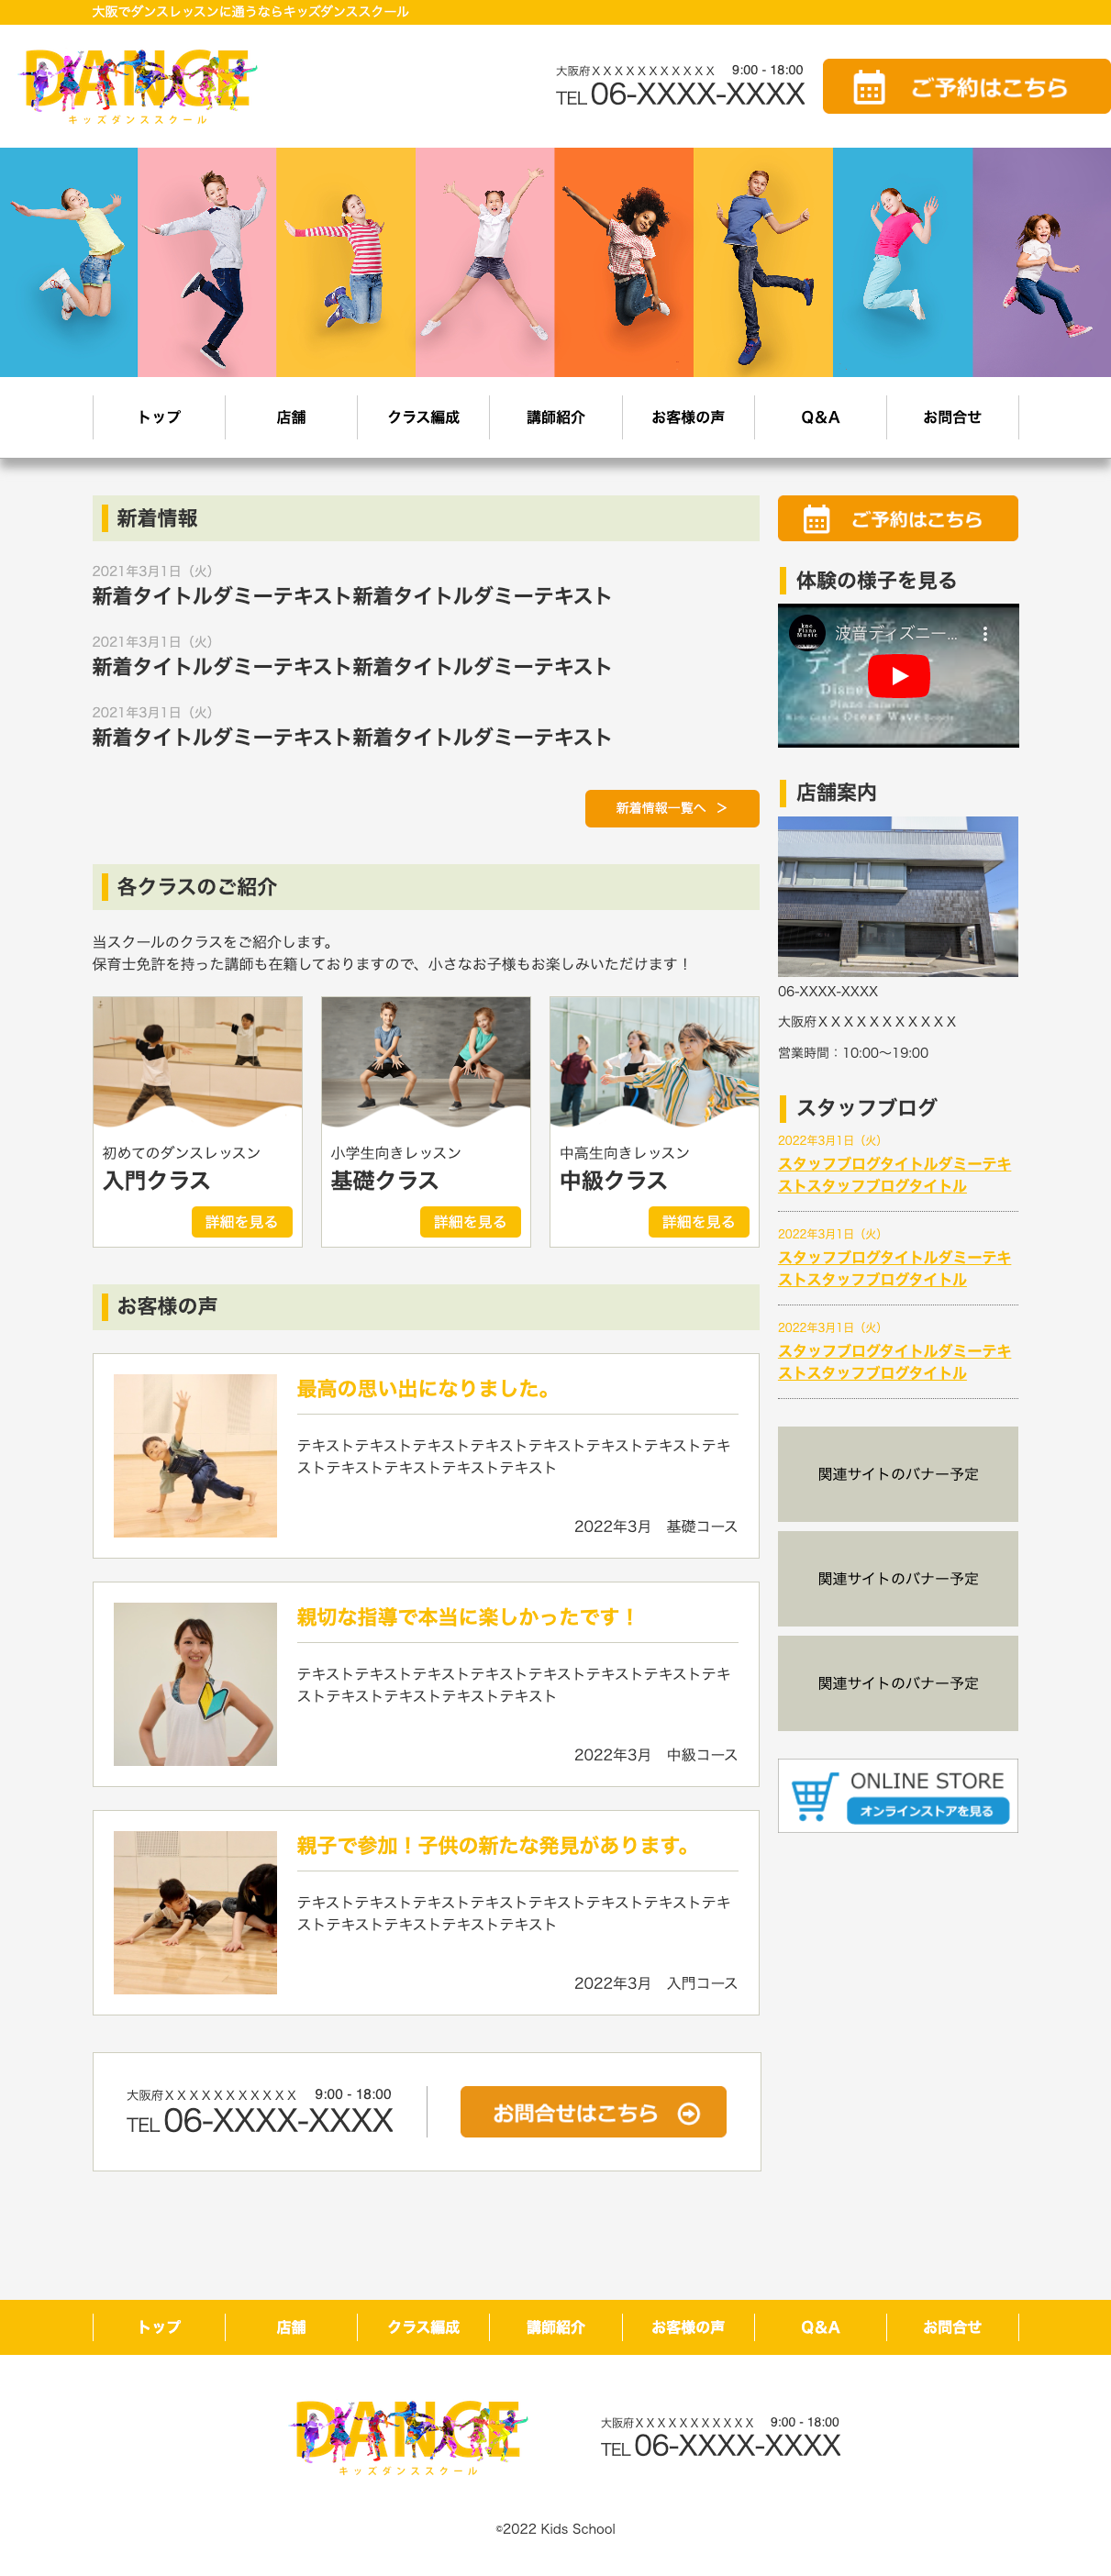 大阪でダンスレッスンに通うならキッズダンススクール
DANCE
キッズダンススクール
大阪府ＸＸＸＸＸＸＸＸＸＸＸ 9:00 - 18:00
TEL 06-XXXX-XXXX
ご予約はこちら
トップ
店舗
クラス編成
講師紹介
お客様の声
Q&A
お問合せ
新着情報
2021年3月1日（火）
新着タイトルダミーテキスト新着タイトルダミーテキスト
2021年3月1日（火）
新着タイトルダミーテキスト新着タイトルダミーテキスト
2021年3月1日（火）
新着タイトルダミーテキスト新着タイトルダミーテキスト
新着情報一覧へ ＞
各クラスのご紹介
当スクールのクラスをご紹介します。
保育士免許を持った講師も在籍しておりますので、小さなお子様もお楽しみいただけます！
初めてのダンスレッスン
入門クラス
詳細を見る
小学生向きレッスン
基礎クラス
詳細を見る
中高生向きレッスン
中級クラス
詳細を見る
お客様の声
最高の思い出になりました。
テキストテキストテキストテキストテキストテキストテキストテキ
ストテキストテキストテキストテキスト
2022年3月　基礎コース
親切な指導で本当に楽しかったです！
テキストテキストテキストテキストテキストテキストテキストテキ
ストテキストテキストテキストテキスト
2022年3月　中級コース
親子で参加！子供の新たな発見があります。
テキストテキストテキストテキストテキストテキストテキストテキ
ストテキストテキストテキストテキスト
2022年3月　入門コース
大阪府ＸＸＸＸＸＸＸＸＸＸＸ 9:00 - 18:00
TEL 06-XXXX-XXXX
お問合せはこちら
ご予約はこちら
体験の様子を見る
波音ディズニー...
ディズ
Disney
Piano
Ocean Wave
店舗案内
06-XXXX-XXXX
大阪府ＸＸＸＸＸＸＸＸＸＸＸ
営業時間：10:00〜19:00
スタッフブログ
2022年3月1日（火）
スタッフブログタイトルダミーテキ
ストスタッフブログタイトル
2022年3月1日（火）
スタッフブログタイトルダミーテキ
ストスタッフブログタイトル
2022年3月1日（火）
スタッフブログタイトルダミーテキ
ストスタッフブログタイトル
関連サイトのバナー予定
関連サイトのバナー予定
関連サイトのバナー予定
ONLINE STORE
オンラインストアを見る
トップ
店舗
クラス編成
講師紹介
お客様の声
Q&A
お問合せ
DANCE
キッズダンススクール
大阪府ＸＸＸＸＸＸＸＸＸＸＸ 9:00 - 18:00
TEL 06-XXXX-XXXX
©2022 Kids School